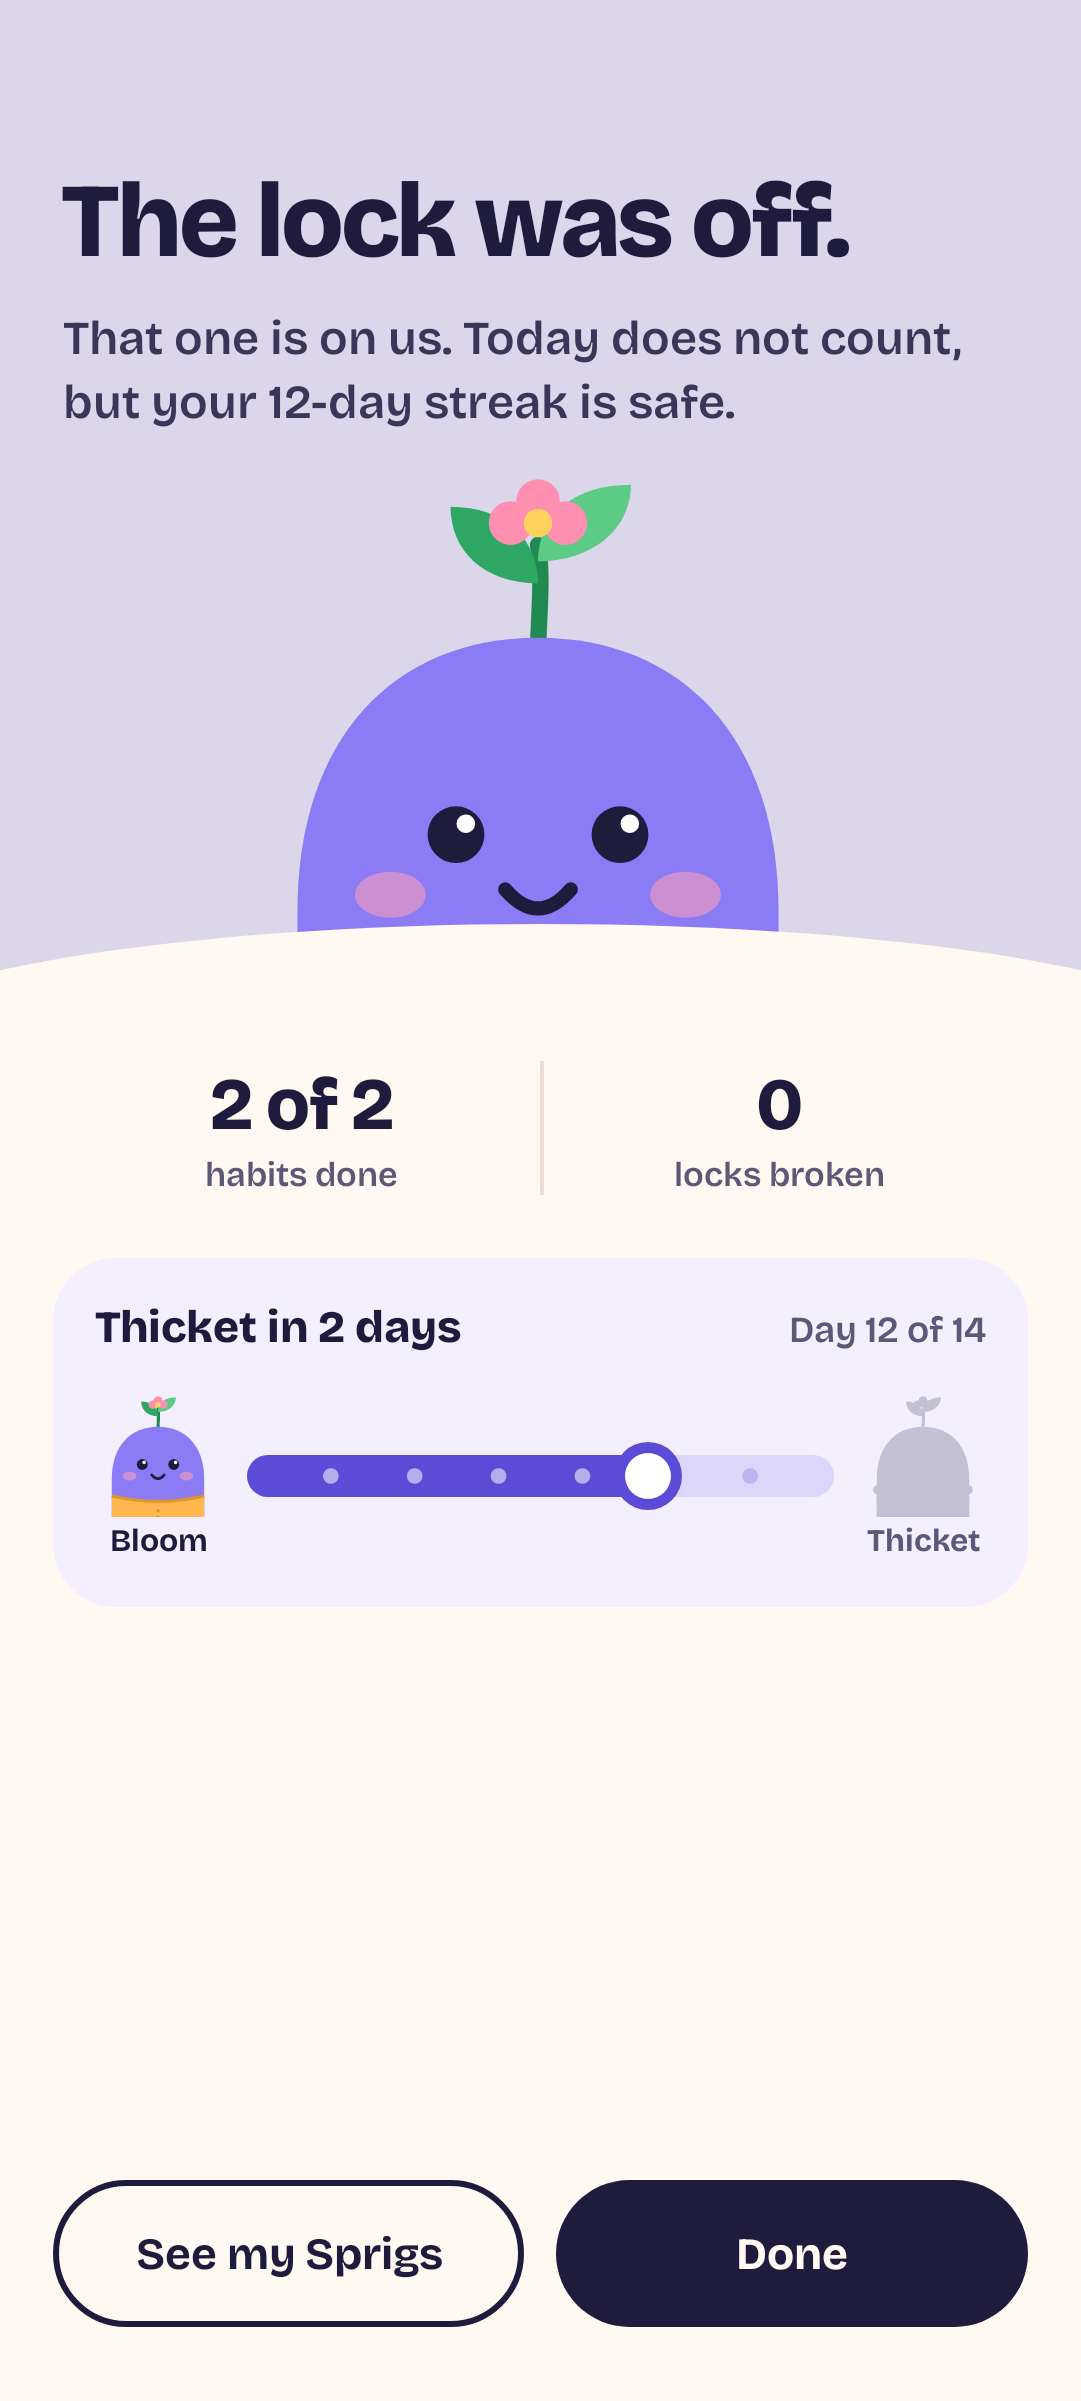 The lock was off.
That one is on us. Today does not count,
but your 12-day streak is safe.
2 of 2
habits done
0
locks broken
Thicket in 2 days
Day 12 of 14
Bloom
Thicket
See my Sprigs
Done